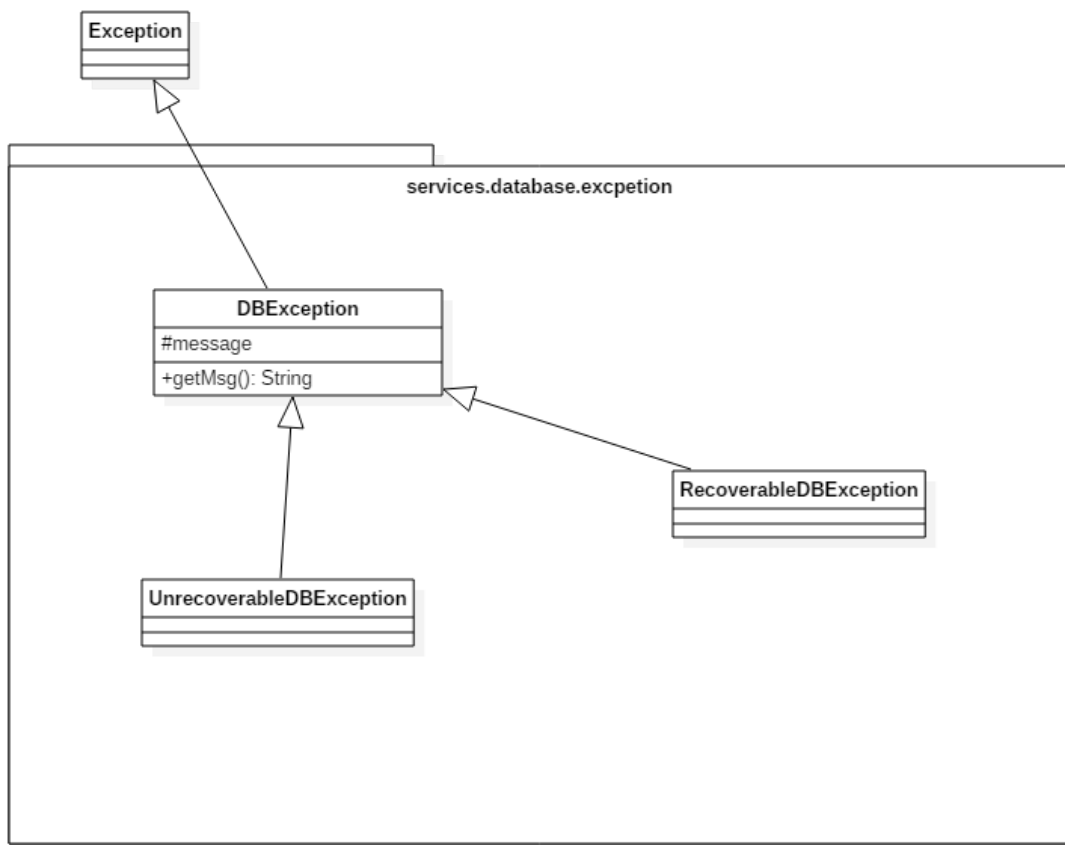 Exception
services.database.excpetion
DBException
#message
+getMsg(): String
RecoverableDBException
UnrecoverableDBException